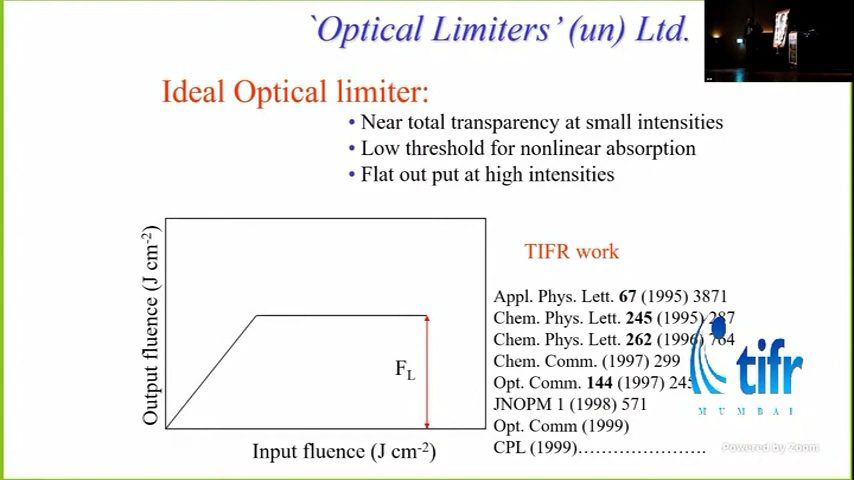 `Optical Limiters' (un) Ltd.
Ideal Optical limiter:
• Near total transparency at small intensities
• Low threshold for nonlinear absorption
• Flat out put at high intensities
Output fluence (J cm-2)
FL
Input fluence (J cm-2)
TIFR work
Appl. Phys. Lett. 67 (1995) 3871
Chem. Phys. Lett. 245 (1995) 287
Chem. Phys. Lett. 262 (1996) 764
Chem. Comm. (1997) 299
Opt. Comm. 144 (1997) 245
JNOPM 1 (1998) 571
Opt. Comm (1999)
CPL (1999)......................
tifr
MUMBAI
Powered by Zoom